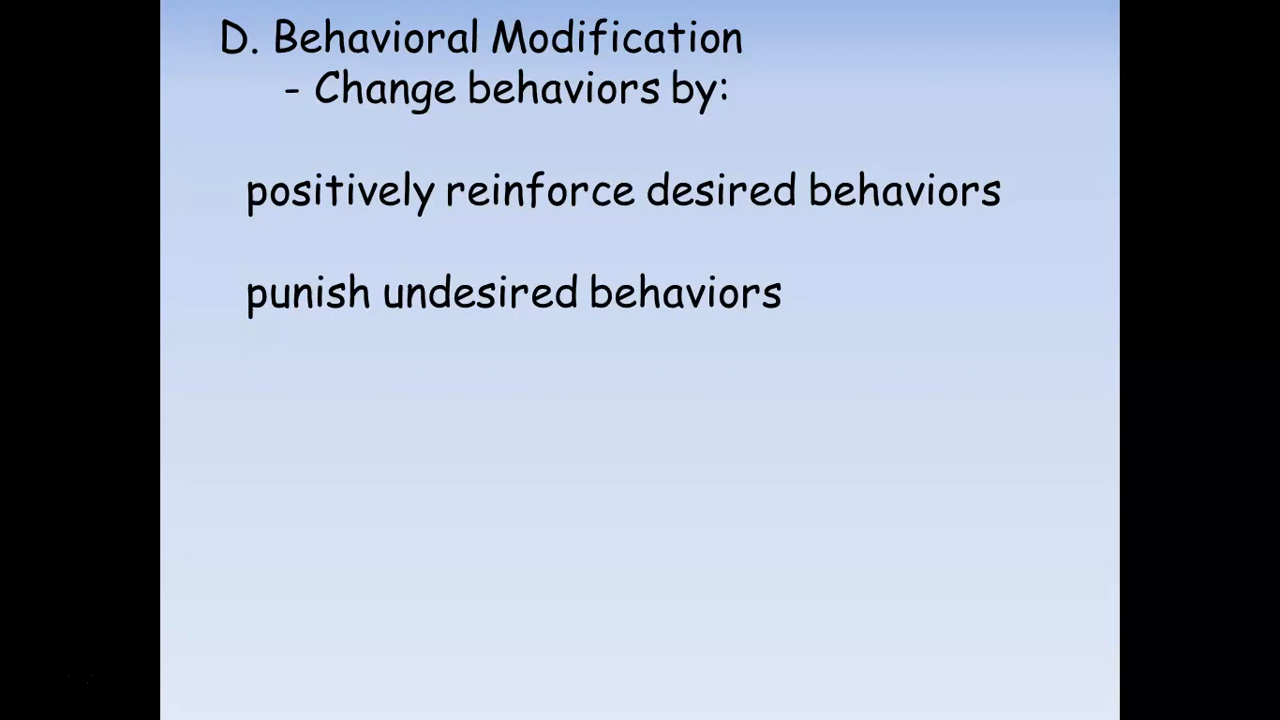 D. Behavioral Modification
- Change behaviors by:
positively reinforce desired behaviors
punish undesired behaviors